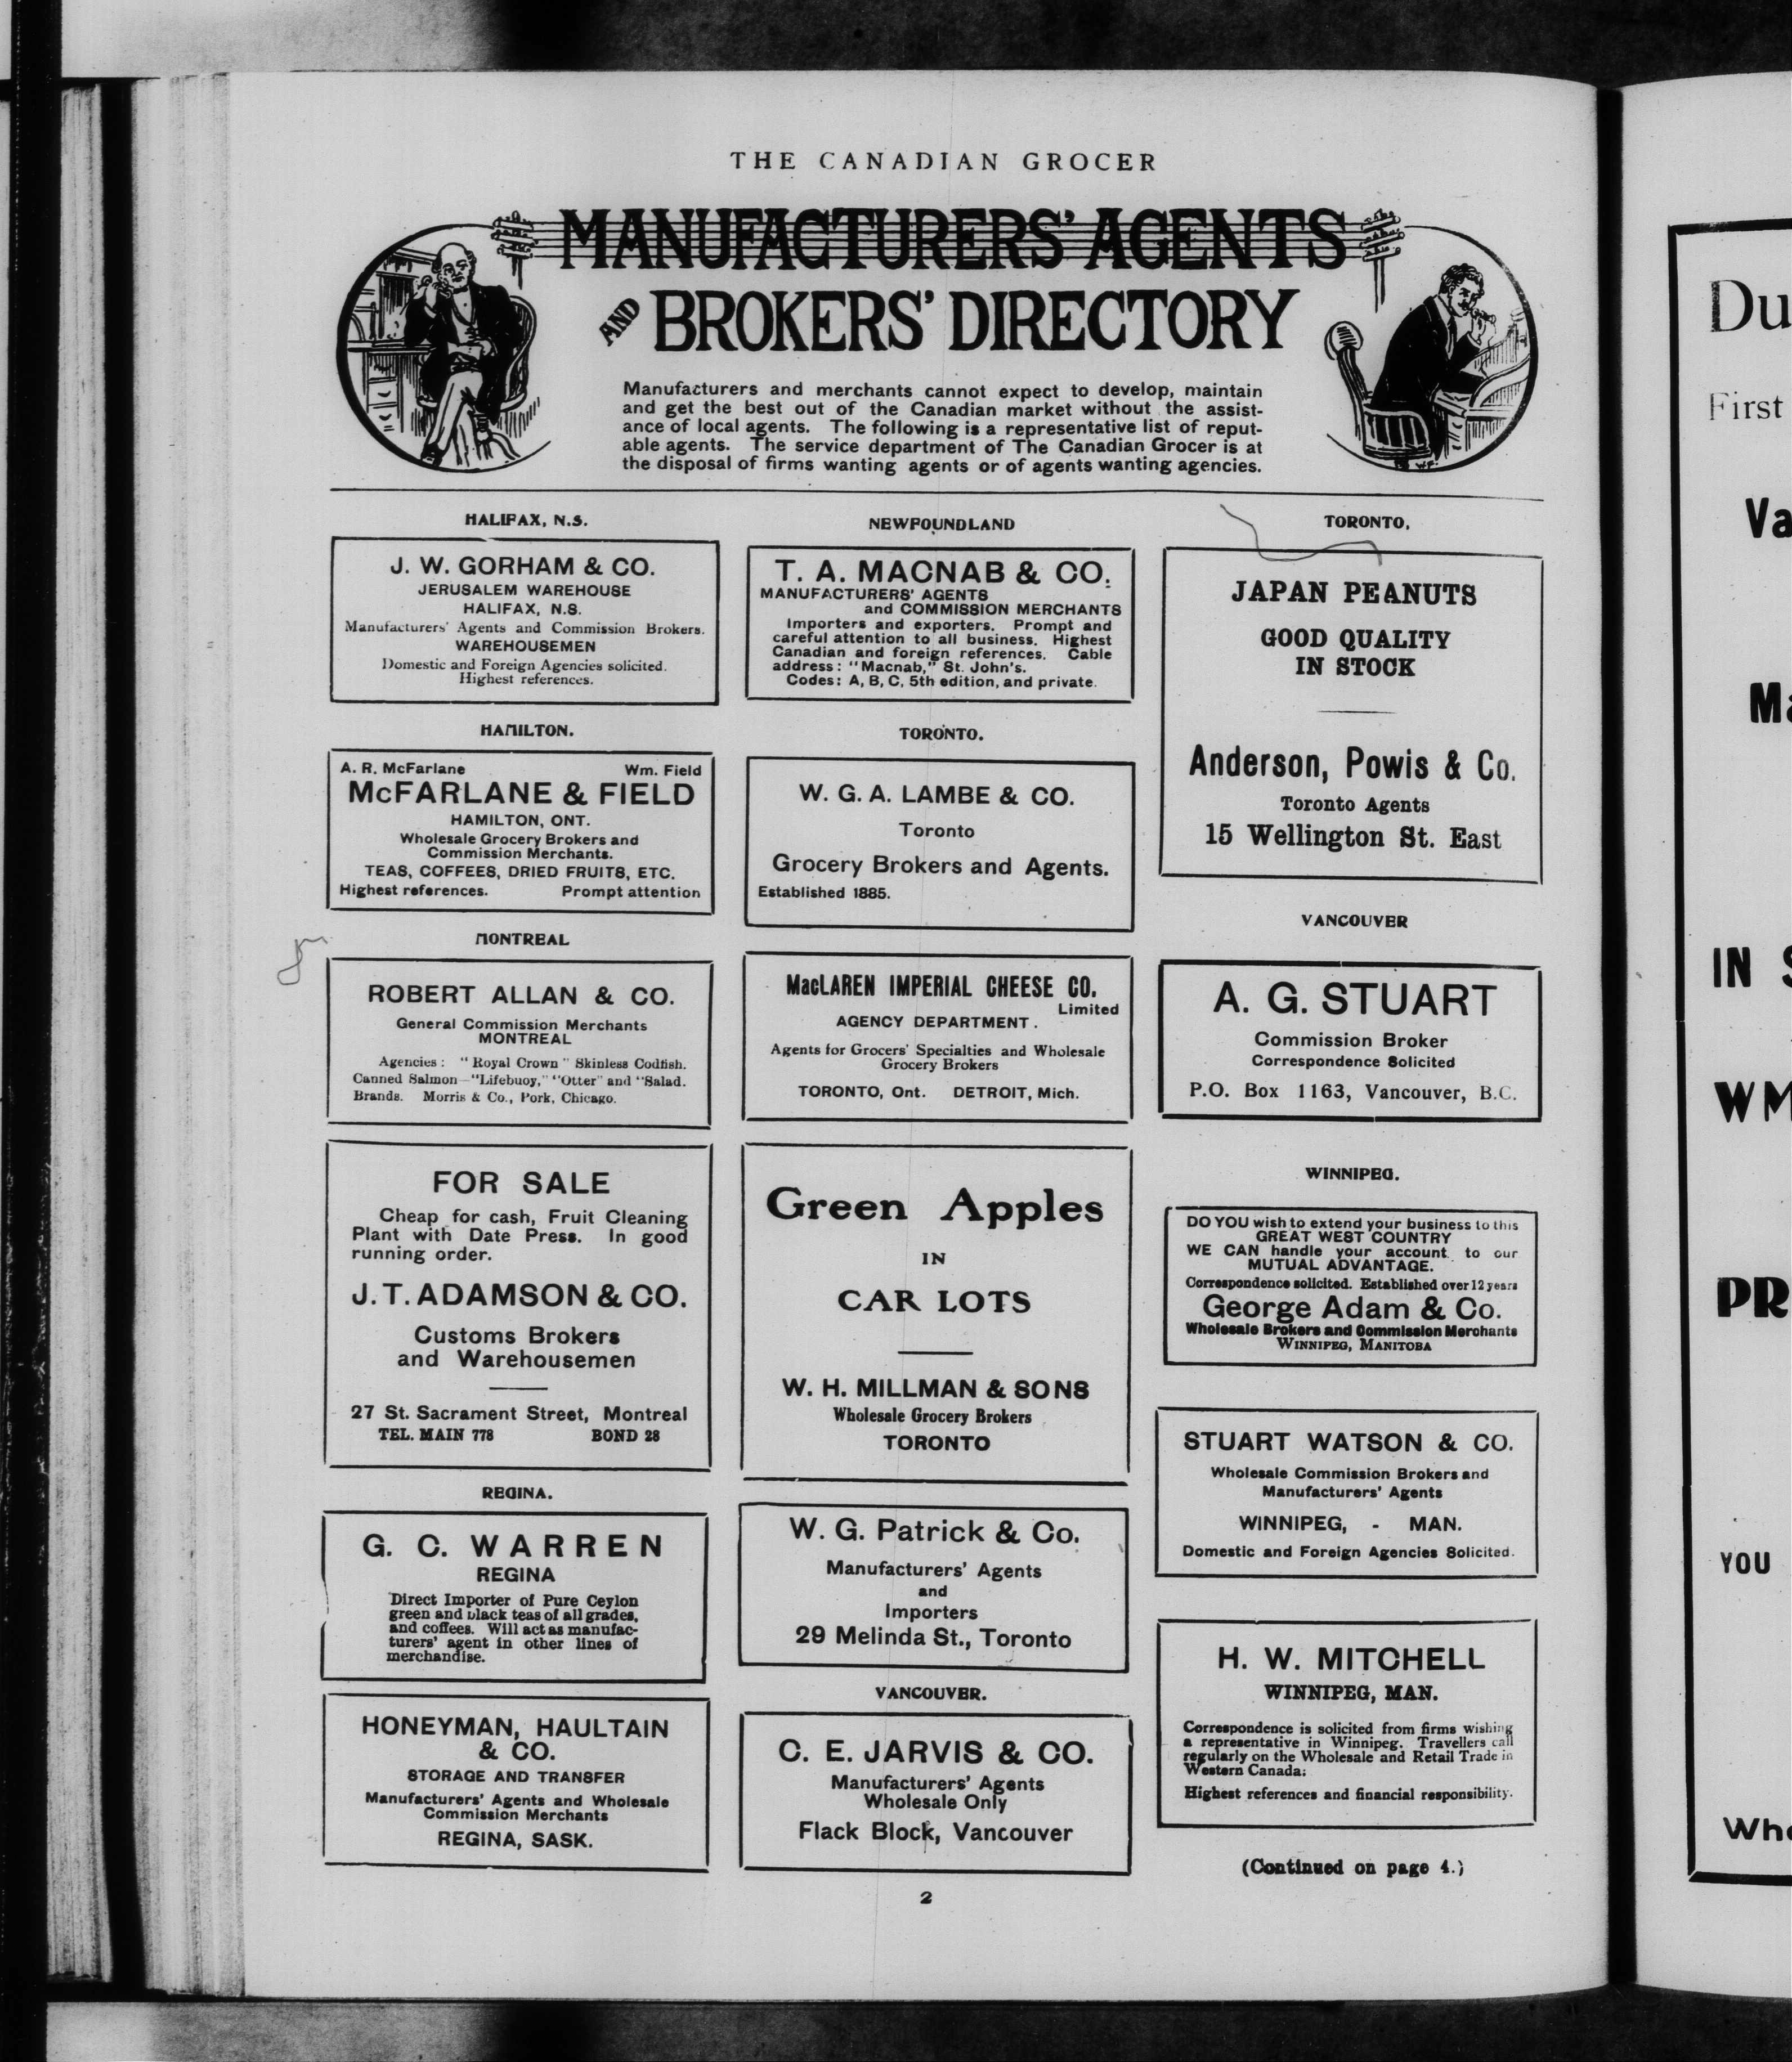 THE CANADIAN GROCER
MANUFACTURERS' AGENTS
AND BROKERS' DIRECTORY
Manufacturers and merchants cannot expect to develop, maintain
and get the best out of the Canadian market without the assist-
ance of local agents. The following is a representative list of reput-
able agents. The service department of The Canadian Grocer is at
the disposal of firms wanting agents or of agents wanting agencies.
HALIFAX, N.S.
J. W. GORHAM & CO.
JERUSALEM WAREHOUSE
HALIFAX, N.S.
Manufacturers' Agents and Commission Brokers.
WAREHOUSEMEN
Domestic and Foreign Agencies solicited.
Highest references.
HAMILTON.
A. R. McFarlane Wm. Field
McFARLANE & FIELD
HAMILTON, ONT.
Wholesale Grocery Brokers and
Commission Merchants.
TEAS, COFFEES, DRIED FRUITS, ETC.
Highest references. Prompt attention
MONTREAL
ROBERT ALLAN & CO.
General Commission Merchants
MONTREAL
Agencies: "Royal Crown" Skinless Codfish.
Canned Salmon—"Lifebuoy," "Otter" and "Salad.
Brands. Morris & Co., Pork, Chicago.
FOR SALE
Cheap for cash, Fruit Cleaning
Plant with Date Press. In good
running order.
J. T. ADAMSON & CO.
Customs Brokers
and Warehousemen
27 St. Sacrament Street, Montreal
TEL. MAIN 778 BOND 28
REGINA.
G. C. WARREN
REGINA
Direct Importer of Pure Ceylon
green and black teas of all grades,
and coffees. Will act as manufac-
turers' agent in other lines of
merchandise.
HONEYMAN, HAULTAIN
& CO.
STORAGE AND TRANSFER
Manufacturers' Agents and Wholesale
Commission Merchants
REGINA, SASK.
NEWFOUNDLAND
T. A. MACNAB & CO.
MANUFACTURERS' AGENTS
and COMMISSION MERCHANTS
Importers and exporters. Prompt and
careful attention to all business. Highest
Canadian and foreign references. Cable
address: "Macnab," St. John's.
Codes: A, B, C, 5th edition, and private.
TORONTO.
W. G. A. LAMBE & CO.
Toronto
Grocery Brokers and Agents.
Established 1885.
MacLAREN IMPERIAL CHEESE CO.
Limited
AGENCY DEPARTMENT.
Agents for Grocers' Specialties and Wholesale
Grocery Brokers
TORONTO, Ont. DETROIT, Mich.
Green Apples
IN
CAR LOTS
W. H. MILLMAN & SONS
Wholesale Grocery Brokers
TORONTO
W. G. Patrick & Co.
Manufacturers' Agents
and
Importers
29 Melinda St., Toronto
VANCOUVER.
C. E. JARVIS & CO.
Manufacturers' Agents
Wholesale Only
Flack Block, Vancouver
TORONTO.
JAPAN PEANUTS
GOOD QUALITY
IN STOCK
Anderson, Powis & Co.
Toronto Agents
15 Wellington St. East
VANCOUVER
A. G. STUART
Commission Broker
Correspondence Solicited
P.O. Box 1163, Vancouver, B.C.
WINNIPEG.
DO YOU wish to extend your business to this
GREAT WEST COUNTRY
WE CAN handle your account to our
MUTUAL ADVANTAGE.
Correspondence solicited. Established over 12 years
George Adam & Co.
Wholesale Brokers and Commission Merchants
WINNIPEG, MANITOBA
STUART WATSON & CO.
Wholesale Commission Brokers and
Manufacturers' Agents
WINNIPEG, - MAN.
Domestic and Foreign Agencies Solicited.
H. W. MITCHELL
WINNIPEG, MAN.
Correspondence is solicited from firms wishing
a representative in Winnipeg. Travellers call
regularly on the Wholesale and Retail Trade in
Western Canada.
Highest references and financial responsibility.
(Continued on page 4.)
2
First
IN
YOU